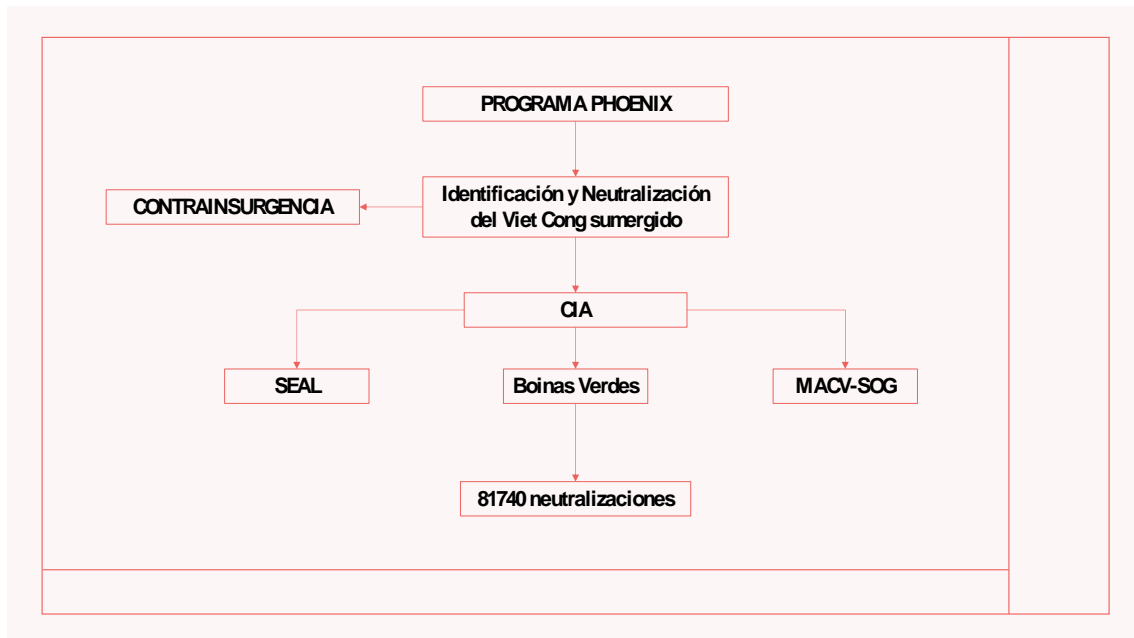 PROGRAMA PHOENIX
Identificación y Neutralización
del Viet Cong sumergido
CONTRAINSURGENCIA
CIA
SEAL
Boinas Verdes
MACV-SOG
81740 neutralizaciones